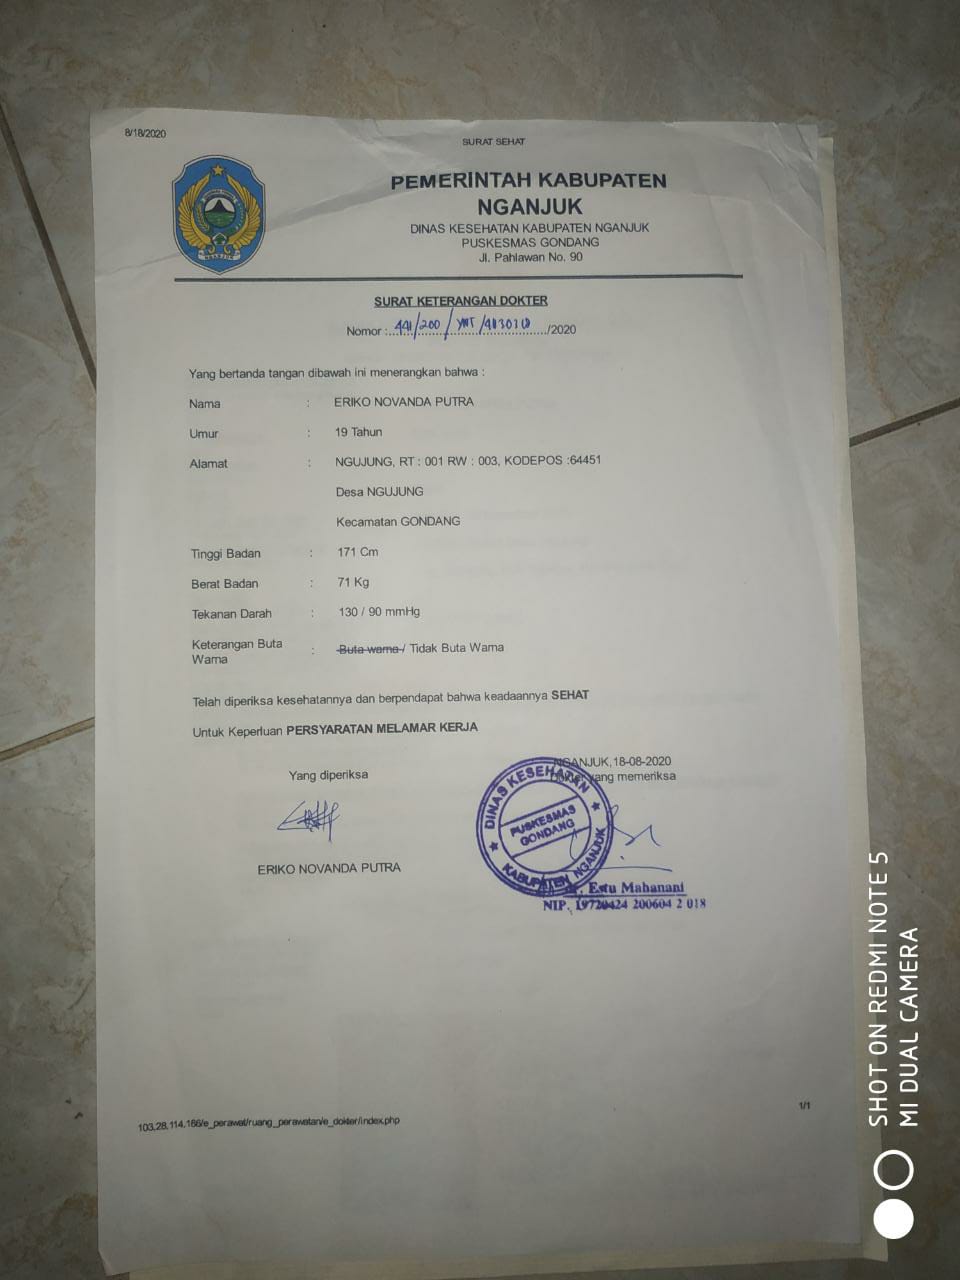 8/18/2020
SURAT SEHAT
PEMERINTAH KABUPATEN
NGANJUK
DINAS KESEHATAN KABUPATEN NGANJUK
PUSKESMAS GONDANG
Jl. Pahlawan No. 90
NGANJUK
SURAT KETERANGAN DOKTER
Nomor : 441/200 / /2020
Yang bertanda tangan dibawah ini menerangkan bahwa :
Nama : ERIKO NOVANDA PUTRA
Umur : 19 Tahun
Alamat : NGUJUNG, RT : 001 RW : 003, KODEPOS :64451
Desa NGUJUNG
Kecamatan GONDANG
Tinggi Badan : 171 Cm
Berat Badan : 71 Kg
Tekanan Darah : 130 / 90 mmHg
Keterangan Buta Warna : Buta warna / Tidak Buta Warna
Telah diperiksa kesehatannya dan berpendapat bahwa keadaannya SEHAT
Untuk Keperluan PERSYARATAN MELAMAR KERJA
NGANJUK,18-08-2020
Yang diperiksa
Dokter yang memeriksa
DINAS KESEHATAN
PUSKESMAS
GONDANG
KABUPATEN NGANJUK
ERIKO NOVANDA PUTRA
Estu Mahanani
NIP. 19720424 200604 2 018
1/1
103.28.114.166/e_perawat/ruang_perawatan/e_dokter/index.php
SHOT ON REDMI NOTE 5
MI DUAL CAMERA